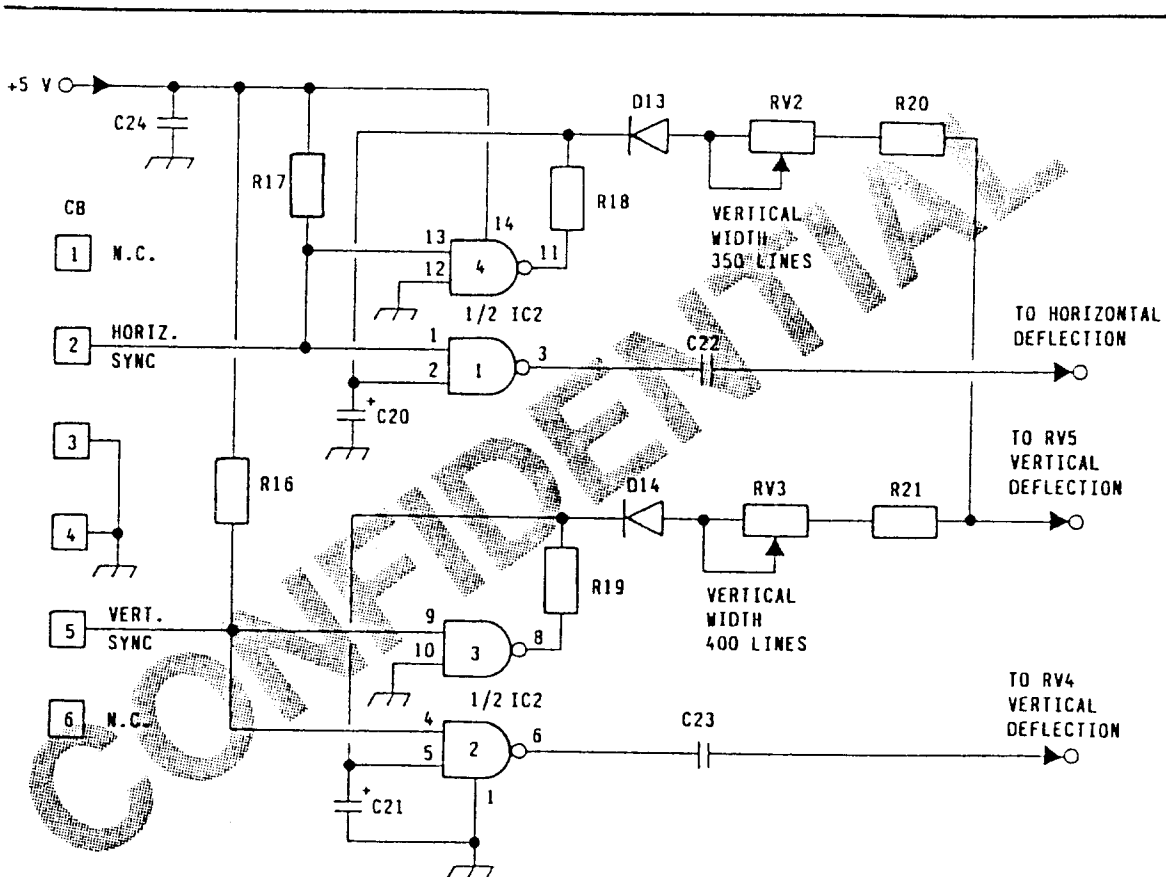 +5 V
C24
D13
RV2
R20
R17
R18
CB
VERTICAL
WIDTH
350 LINES
13
14
12
4
11
1
N.C.
1/2 IC2
TO HORIZONTAL
DEFLECTION
2
HORIZ.
SYNC
1
2
1
3
C22
C20
3
R16
D14
RV3
R21
TO RV5
VERTICAL
DEFLECTION
4
R19
VERTICAL
WIDTH
400 LINES
5
VERT.
SYNC
9
10
3
8
1/2 IC2
TO RV4
VERTICAL
DEFLECTION
6
N.C.
4
5
2
6
C23
1
C21
CONFIDENTIAL